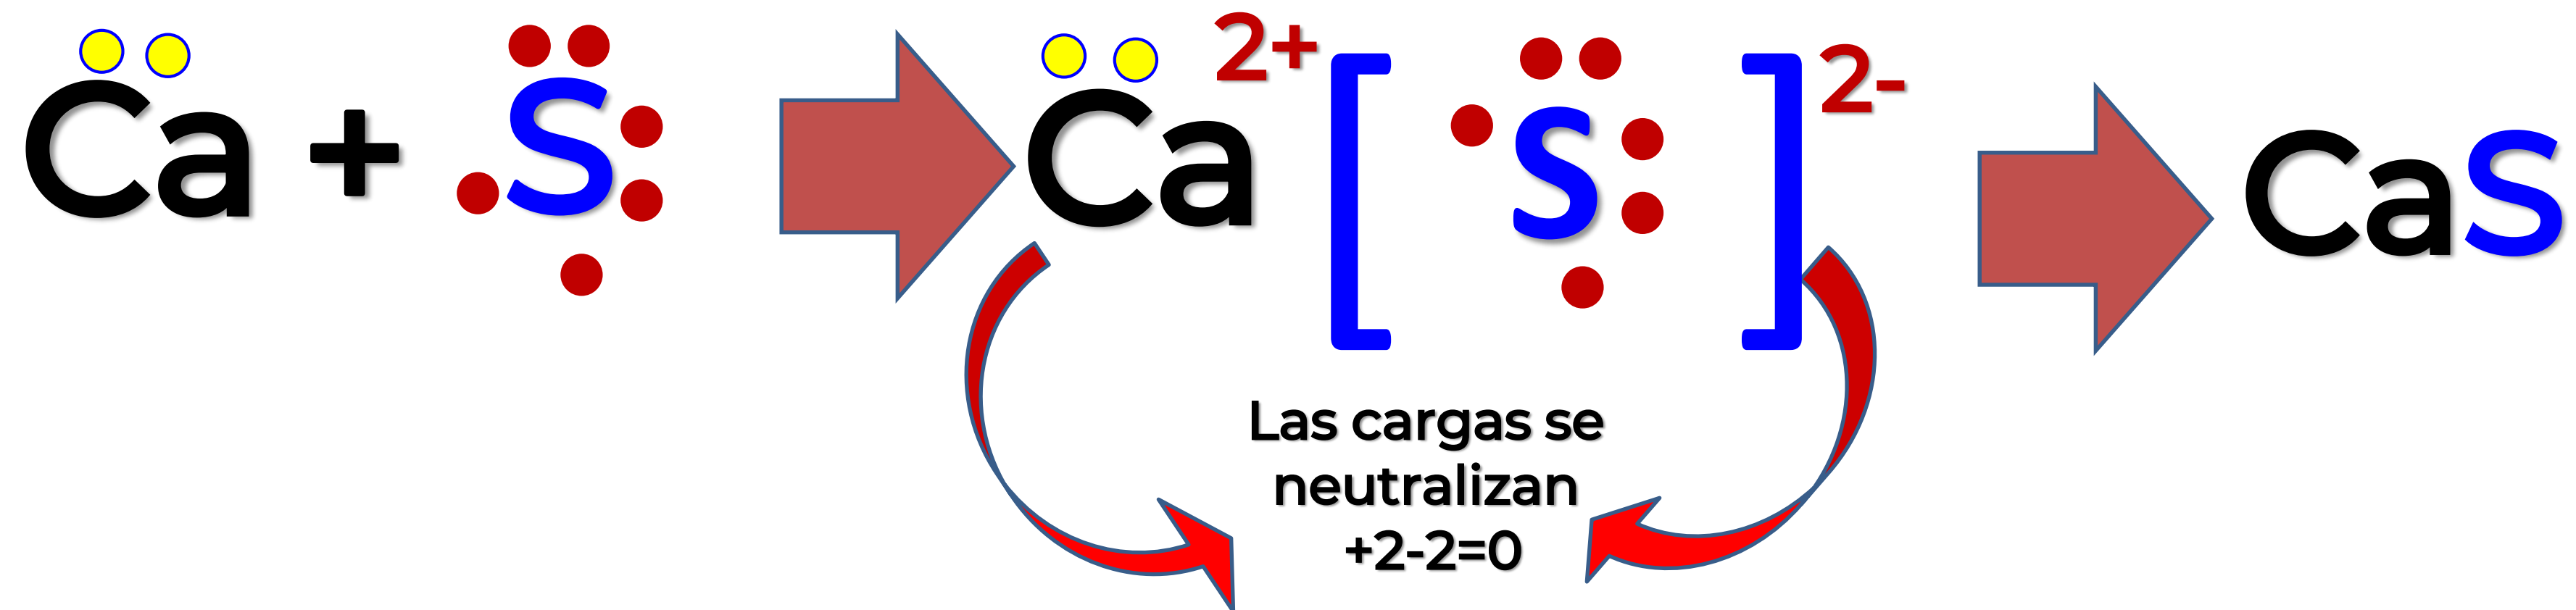 Ca + S Ca 2+ [ S ] 2- CaS
Las cargas se
neutralizan
+2-2=0